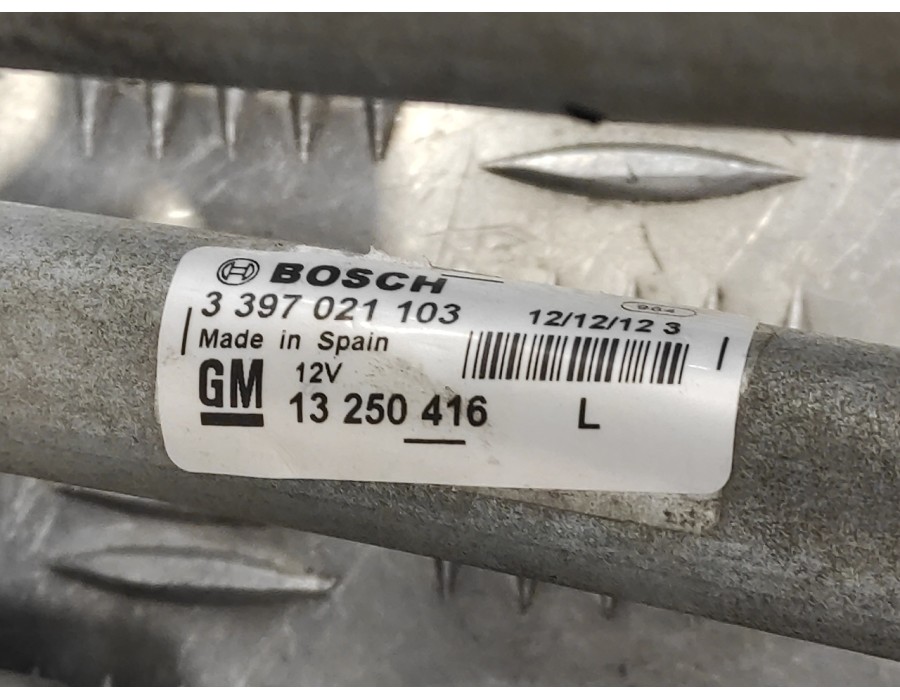 BOSCH
3 397 021 103
12/12/12 3
Made in Spain
GM 12V
13 250 416
L